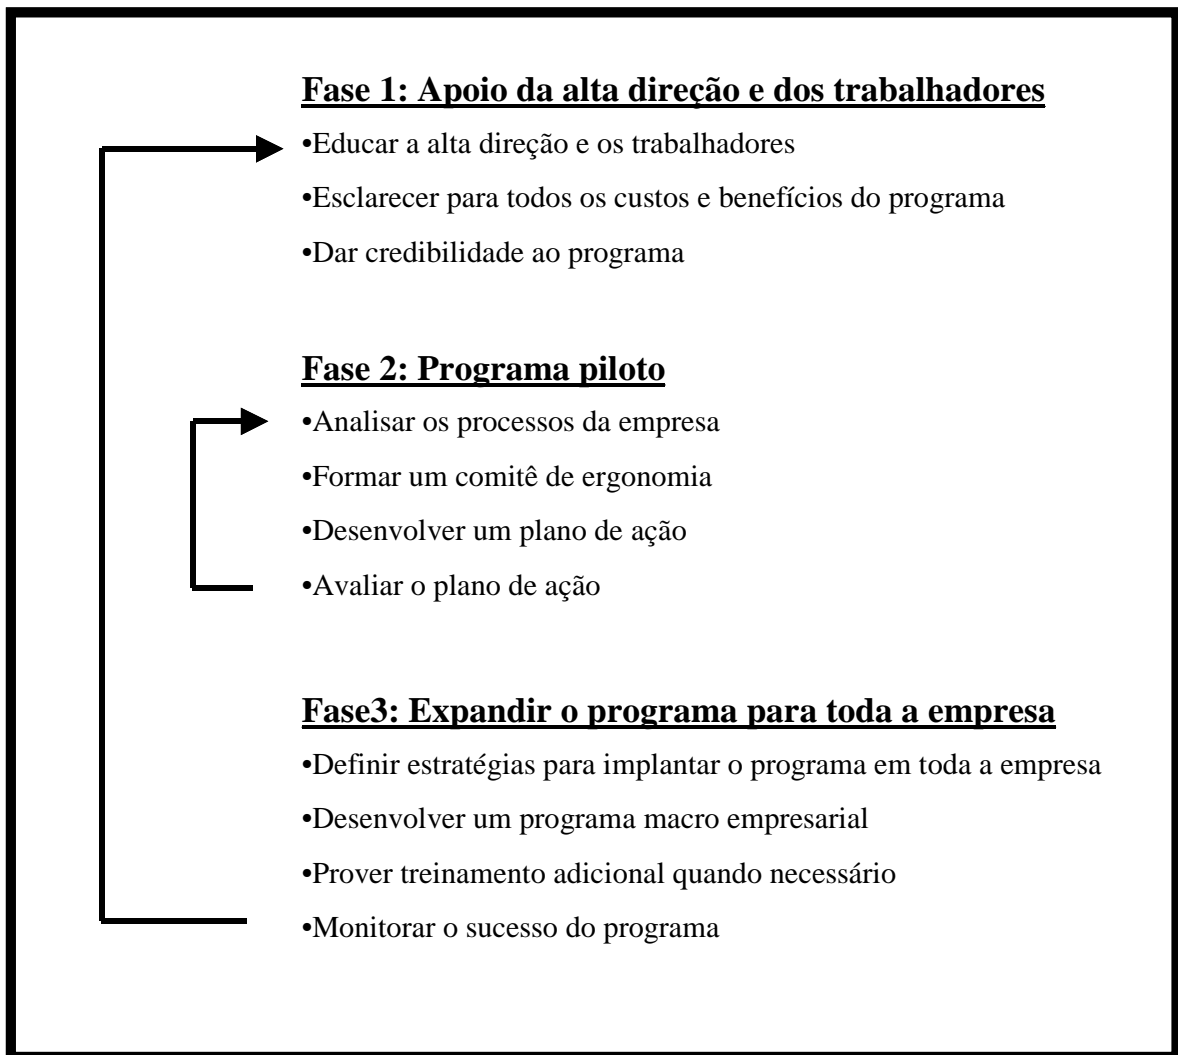 Fase 1: Apoio da alta direção e dos trabalhadores
•Educar a alta direção e os trabalhadores
•Esclarecer para todos os custos e benefícios do programa
•Dar credibilidade ao programa
Fase 2: Programa piloto
•Analisar os processos da empresa
•Formar um comitê de ergonomia
•Desenvolver um plano de ação
•Avaliar o plano de ação
Fase3: Expandir o programa para toda a empresa
•Definir estratégias para implantar o programa em toda a empresa
•Desenvolver um programa macro empresarial
•Prover treinamento adicional quando necessário
•Monitorar o sucesso do programa